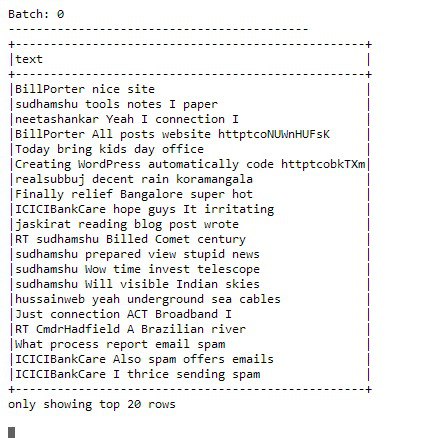 Batch: 0
-------------------------------------------
+--------------------------------------------------+
|text                                              |
+--------------------------------------------------+
|BillPorter nice site                              |
|sudhamshu tools notes I paper                     |
|neetashankar Yeah I connection I                  |
|BillPorter All posts website httptcoNUWnHUFsK     |
|Today bring kids day office                       |
|Creating WordPress automatically code httptcobkTXm|
|realsubbuj decent rain koramangala                |
|Finally relief Bangalore super hot                |
|ICICIBankCare hope guys It irritating             |
|jaskirat reading blog post wrote                  |
|RT sudhamshu Billed Comet century                 |
|sudhamshu prepared view stupid news               |
|sudhamshu Wow time invest telescope               |
|sudhamshu Will visible Indian skies               |
|hussainweb yeah underground sea cables            |
|Just connection ACT Broadband I                   |
|RT CmdrHadfield A Brazilian river                 |
|What process report email spam                    |
|ICICIBankCare Also spam offers emails             |
|ICICIBankCare I thrice sending spam               |
+--------------------------------------------------+
only showing top 20 rows